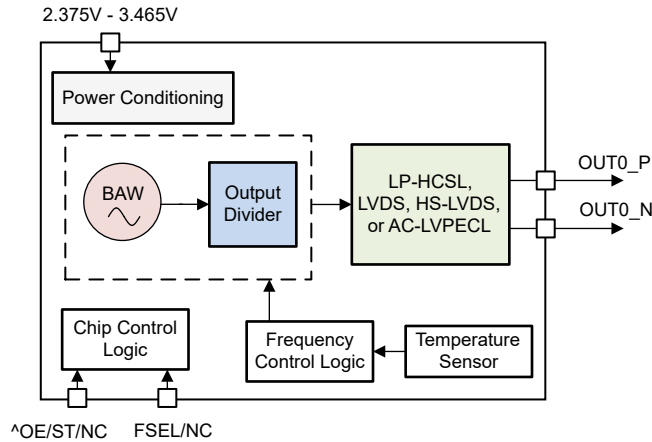 2.375V - 3.465V
Power Conditioning
BAW
Output
Divider
LP-HCSL,
LVDS, HS-LVDS,
or AC-LVPECL
OUT0_P
OUT0_N
Chip Control
Logic
Frequency
Control Logic
Temperature
Sensor
^OE/ST/NC
FSEL/NC